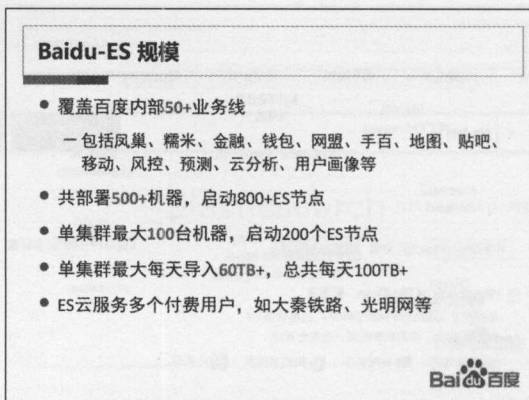 Baidu-ES 规模
● 覆盖百度内部50+业务线
– 包括凤巢、糯米、金融、钱包、网盟、手百、地图、贴吧、
移动、风控、预测、云分析、用户画像等
● 共部署500+机器，启动800+ES节点
● 单集群最大100台机器，启动200个ES节点
● 单集群最大每天导入60TB+，总共每天100TB+
● ES云服务多个付费用户，如大秦铁路、光明网等
Bai du 百度